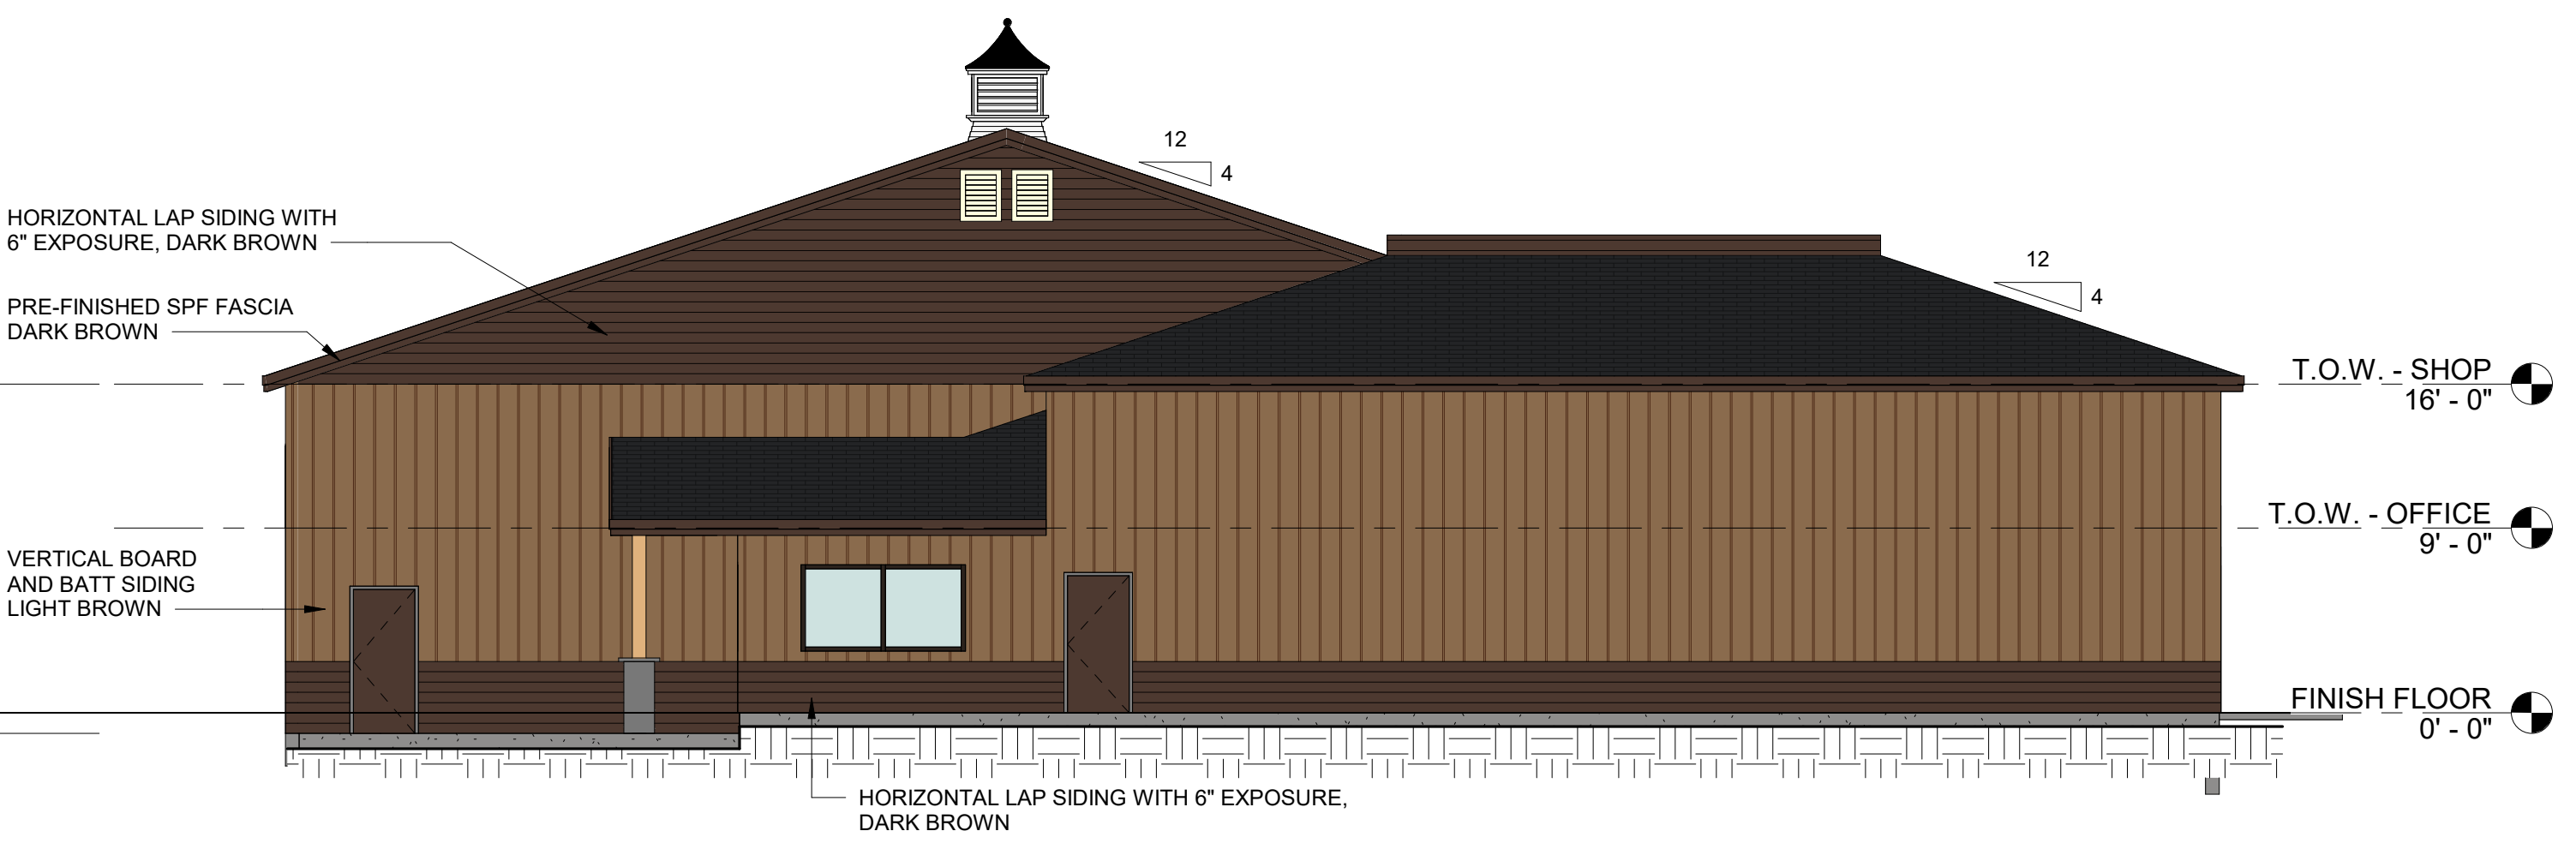 12
4
HORIZONTAL LAP SIDING WITH
6" EXPOSURE, DARK BROWN
12
4
PRE-FINISHED SPF FASCIA
DARK BROWN
T.O.W. - SHOP
16' - 0"
T.O.W. - OFFICE
9' - 0"
VERTICAL BOARD
AND BATT SIDING
LIGHT BROWN
FINISH FLOOR
0' - 0"
HORIZONTAL LAP SIDING WITH 6" EXPOSURE,
DARK BROWN